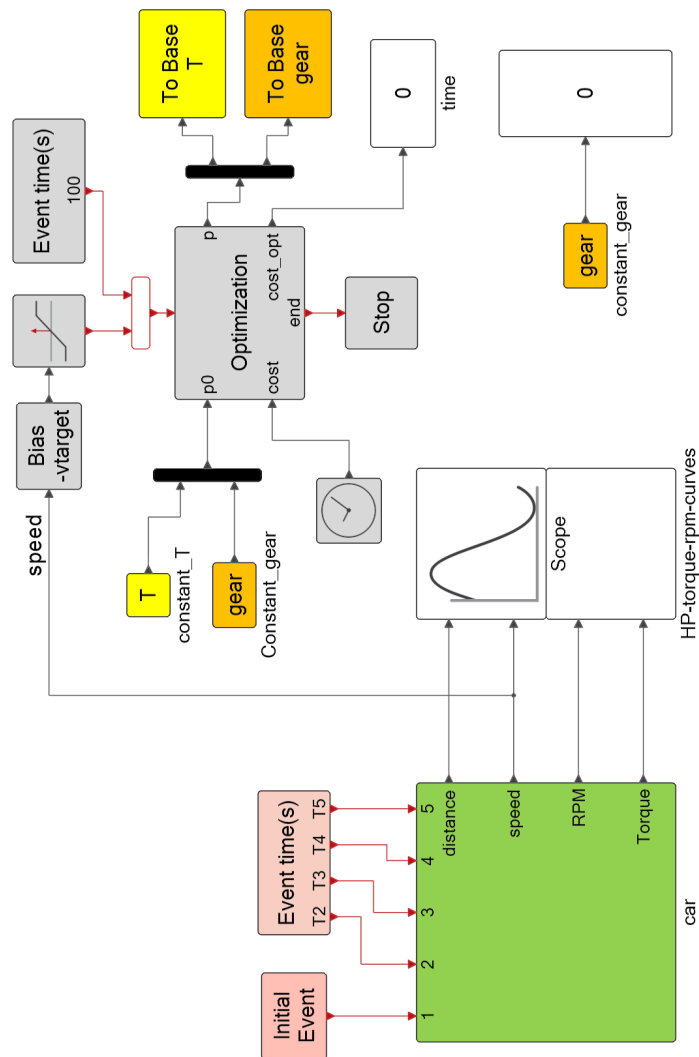 Initial
Event
Event time(s)
T2 T3 T4 T5
1 2 3 4 5
distance
speed
RPM
Torque
car
speed
Bias
-vtarget
Event time(s)
100
T
constant_T
gear
Constant_gear
p0
cost
Optimization
p
cost_opt
end
Stop
To Base
T
To Base
gear
0
time
Scope
HP-torque-rpm-curves
gear
constant_gear
0